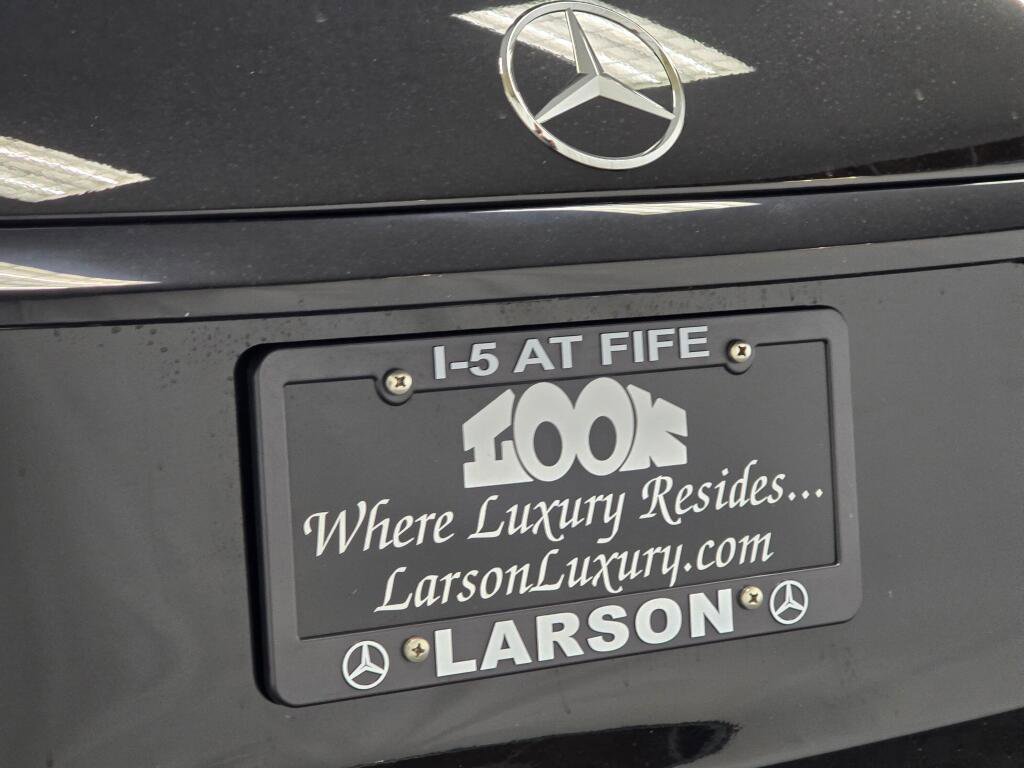 I-5 AT FIFE
LOOK
Where Luxury Resides...
LarsonLuxury.com
LARSON